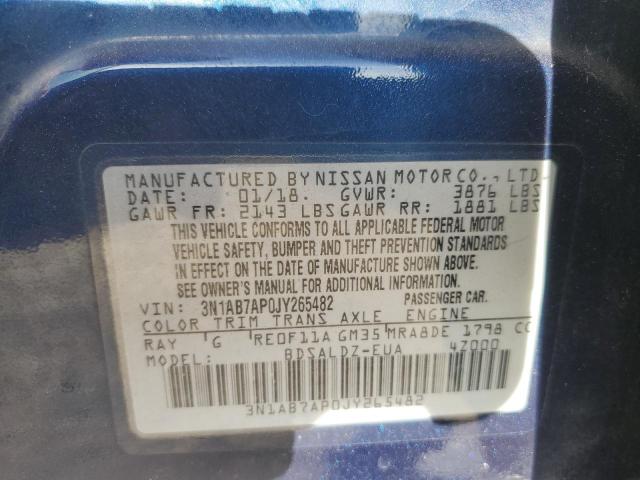 MANUFACTURED BY NISSAN MOTOR CO., LTD.
DATE: 01/18. GVWR: 3876 LBS
GAWR FR: 2143 LBS GAWR RR: 1881 LBS
THIS VEHICLE CONFORMS TO ALL APPLICABLE FEDERAL MOTOR
VEHICLE SAFETY, BUMPER AND THEFT PREVENTION STANDARDS
IN EFFECT ON THE DATE OF MANUFACTURE SHOWN ABOVE.
SEE OWNER'S MANUAL FOR ADDITIONAL INFORMATION.
VIN: 3N1AB7AP0JY265482 PASSENGER CAR.
COLOR TRIM TRANS AXLE ENGINE
RAY G RE0F11A GM35 MRA8DE 1798 CC
MODEL: BDSALDZ-EUA 4Z000
3N1AB7AP0JY265482